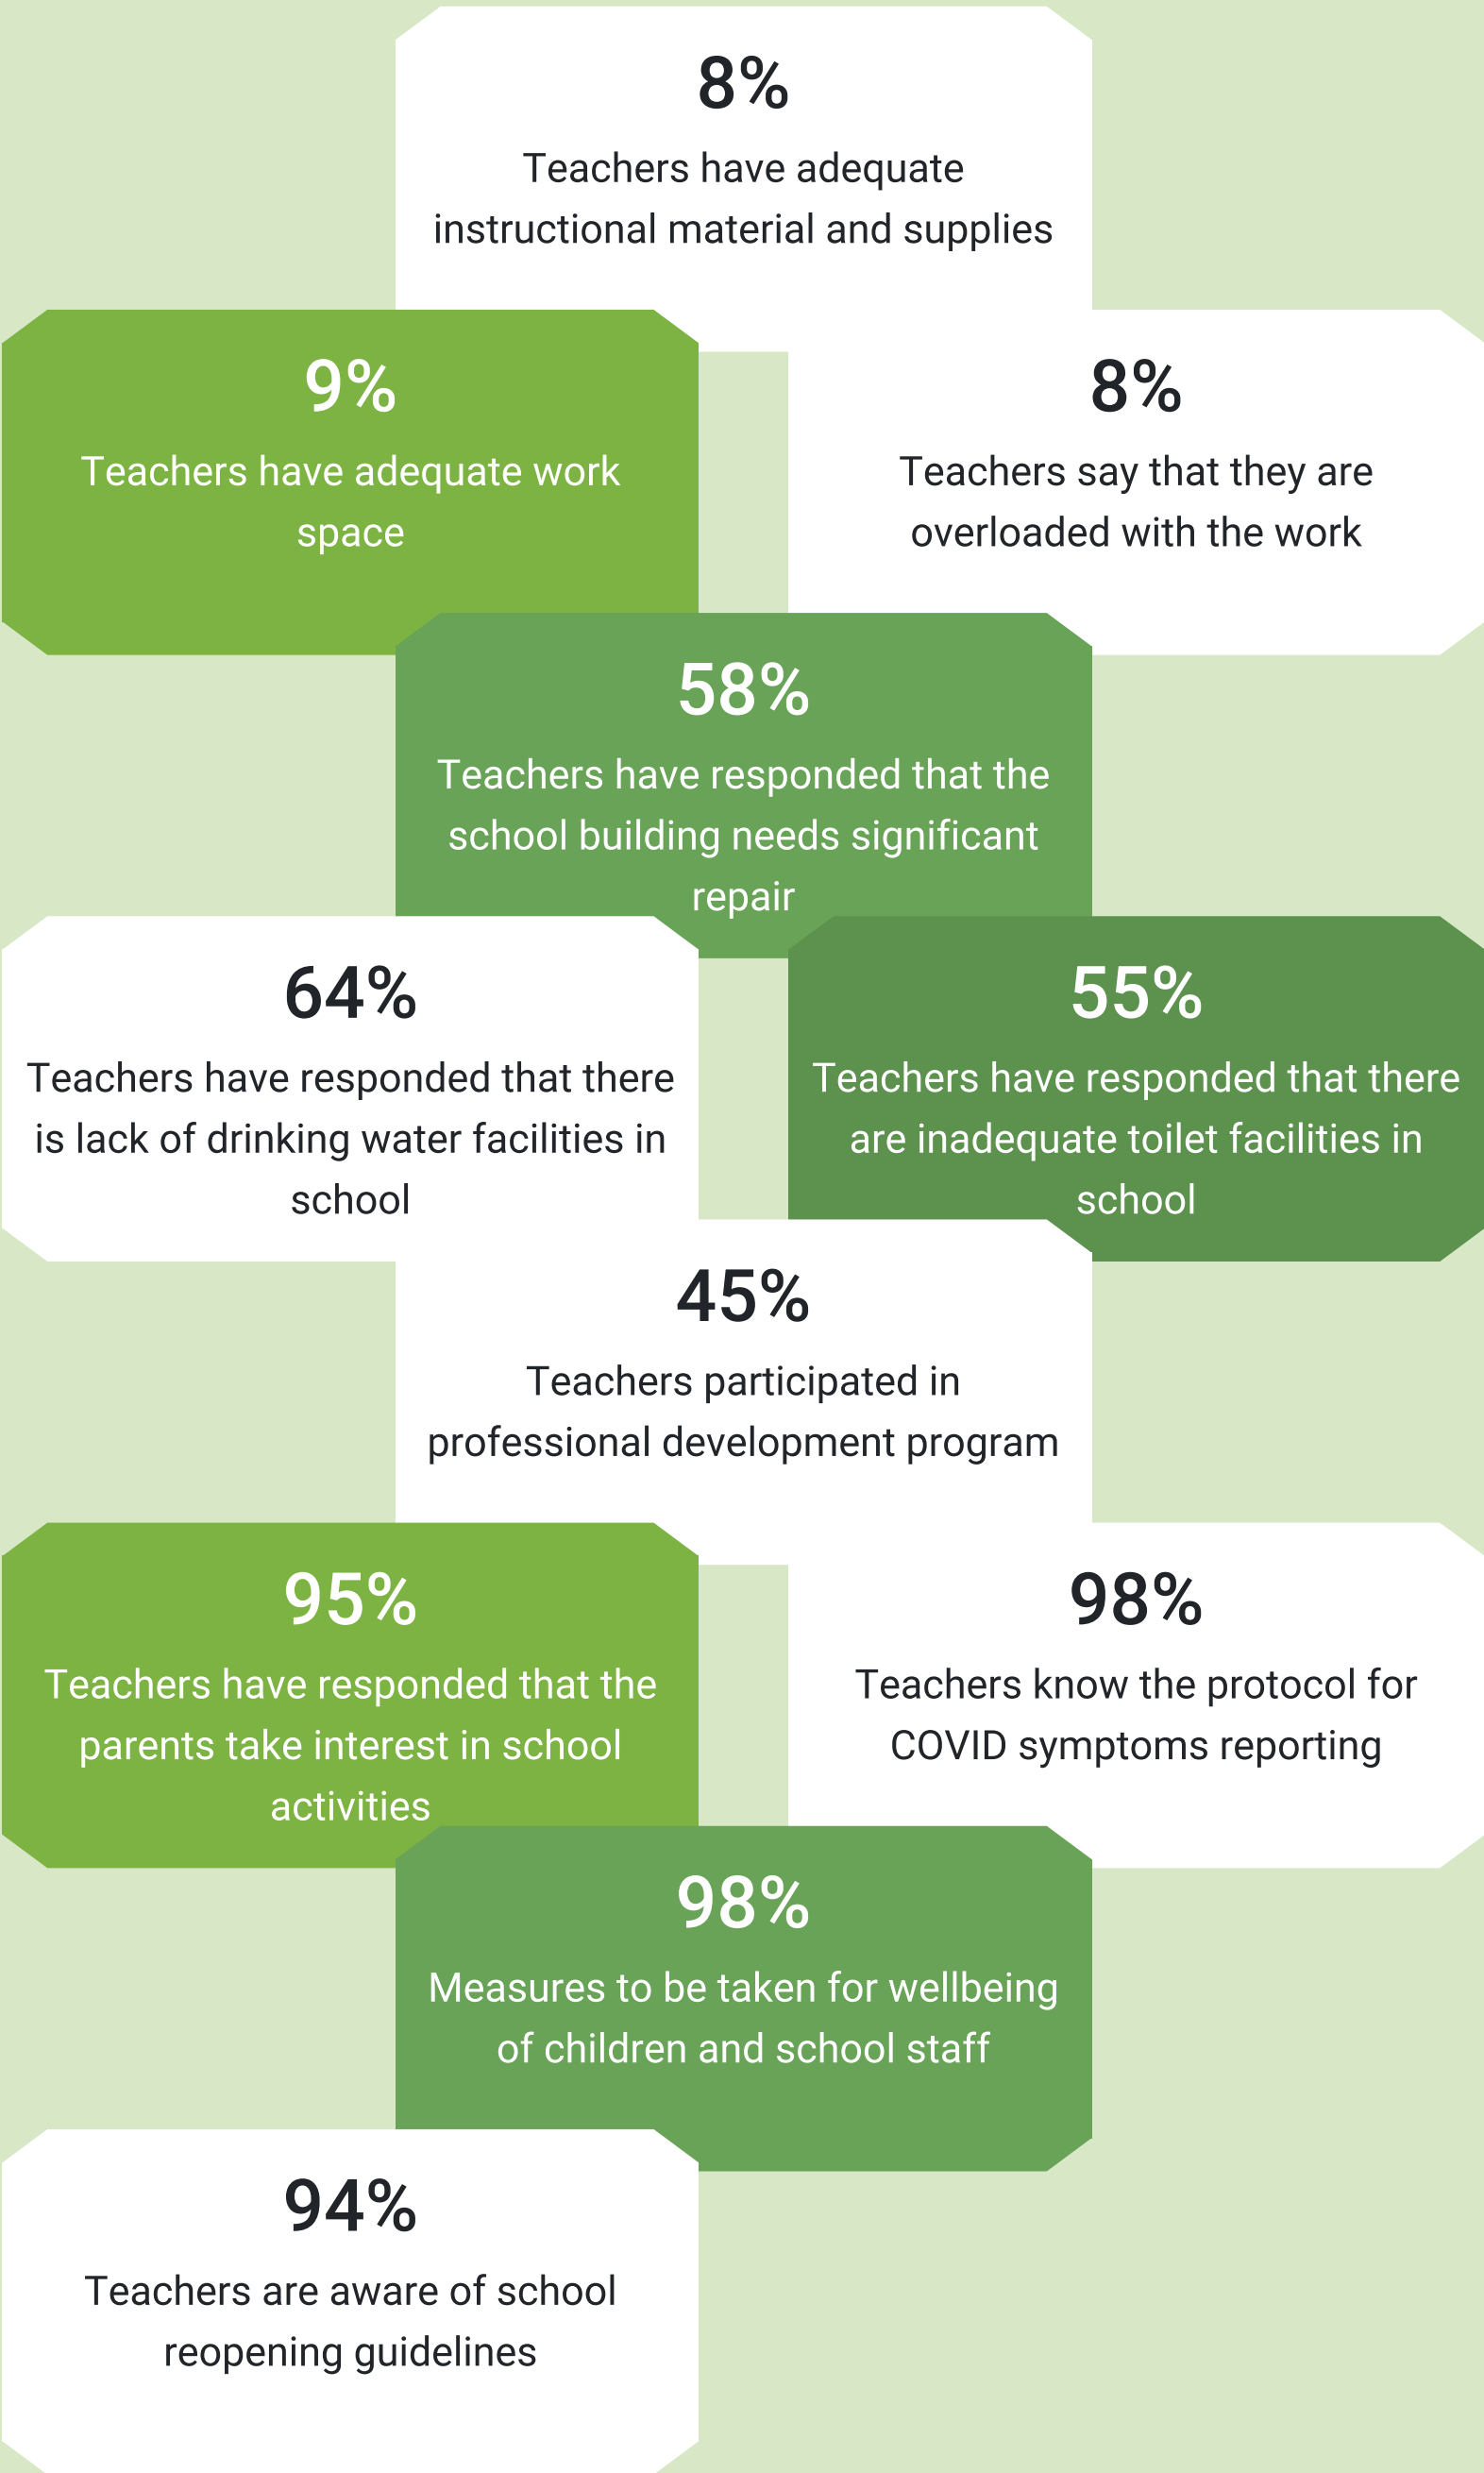 8%
Teachers have adequate
instructional material and supplies
9%
Teachers have adequate work
space
8%
Teachers say that they are
overloaded with the work
58%
Teachers have responded that the
school building needs significant
repair
64%
Teachers have responded that there
is lack of drinking water facilities in
school
55%
Teachers have responded that there
are inadequate toilet facilities in
school
45%
Teachers participated in
professional development program
95%
Teachers have responded that the
parents take interest in school
activities
98%
Teachers know the protocol for
COVID symptoms reporting
98%
Measures to be taken for wellbeing
of children and school staff
94%
Teachers are aware of school
reopening guidelines